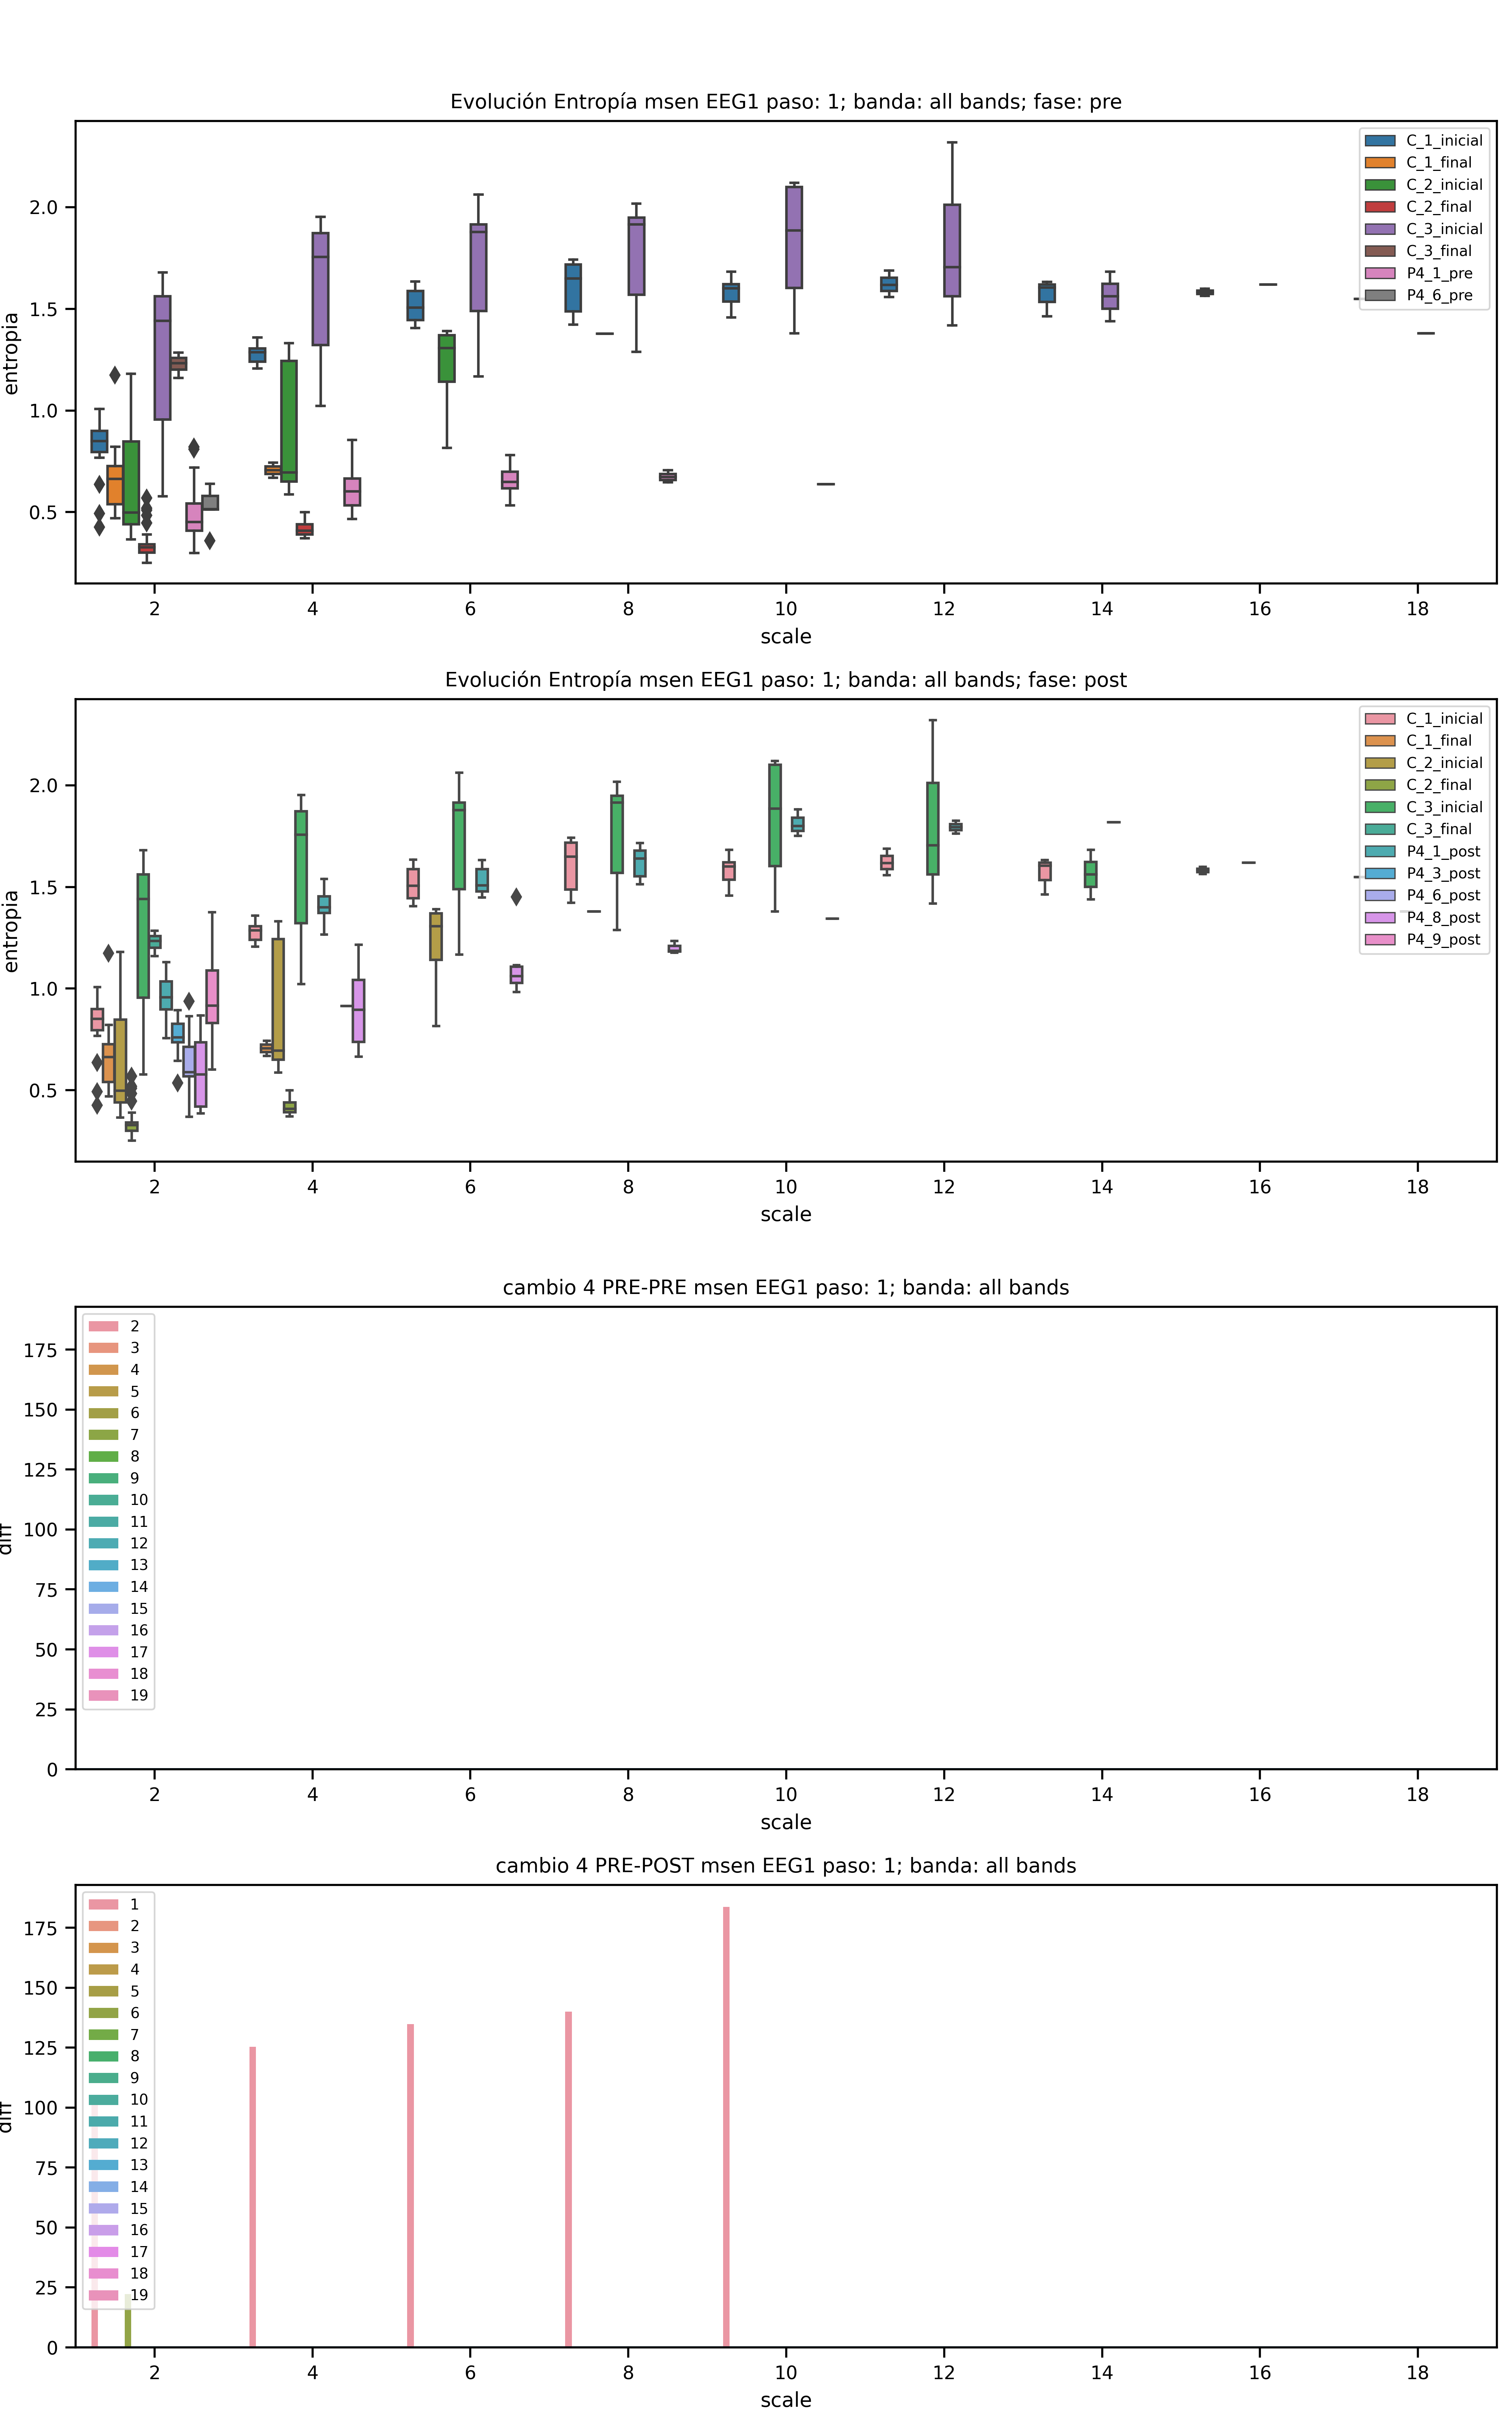 Evolución Entropía msen EEG1 paso: 1; banda: all bands; fase: pre
entropia
2.0
1.5
1.0
0.5
C_1_inicial
C_1_final
C_2_inicial
C_2_final
C_3_inicial
C_3_final
P4_1_pre
P4_6_pre
2 4 6 8 10 12 14 16 18
scale
Evolución Entropía msen EEG1 paso: 1; banda: all bands; fase: post
entropia
2.0
1.5
1.0
0.5
C_1_inicial
C_1_final
C_2_inicial
C_2_final
C_3_inicial
C_3_final
P4_1_post
P4_3_post
P4_6_post
P4_8_post
P4_9_post
2 4 6 8 10 12 14 16 18
scale
cambio 4 PRE-PRE msen EEG1 paso: 1; banda: all bands
diff
175
150
125
100
75
50
25
0
2
3
4
5
6
7
8
9
10
11
12
13
14
15
16
17
18
19
2 4 6 8 10 12 14 16 18
scale
cambio 4 PRE-POST msen EEG1 paso: 1; banda: all bands
diff
175
150
125
100
75
50
25
0
1
2
3
4
5
6
7
8
9
10
11
12
13
14
15
16
17
18
19
2 4 6 8 10 12 14 16 18
scale